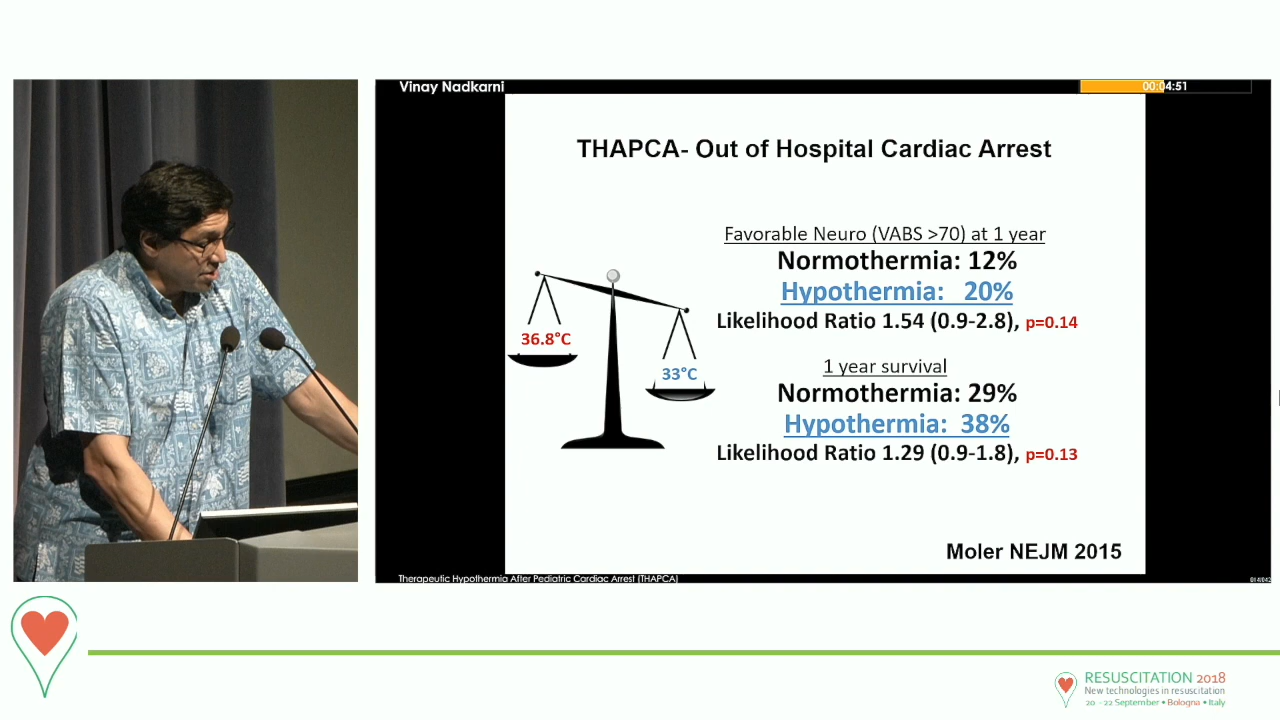 Vinay Nadkarni
00:04:51
THAPCA- Out of Hospital Cardiac Arrest
Favorable Neuro (VABS >70) at 1 year
Normothermia: 12%
Hypothermia: 20%
Likelihood Ratio 1.54 (0.9-2.8), p=0.14
36.8°C
33°C
1 year survival
Normothermia: 29%
Hypothermia: 38%
Likelihood Ratio 1.29 (0.9-1.8), p=0.13
Moler NEJM 2015
Therapeutic Hypothermia After Pediatric Cardiac Arrest (THAPCA)
RESUSCITATION 2018
New technologies in resuscitation
20 - 22 September • Bologna • Italy